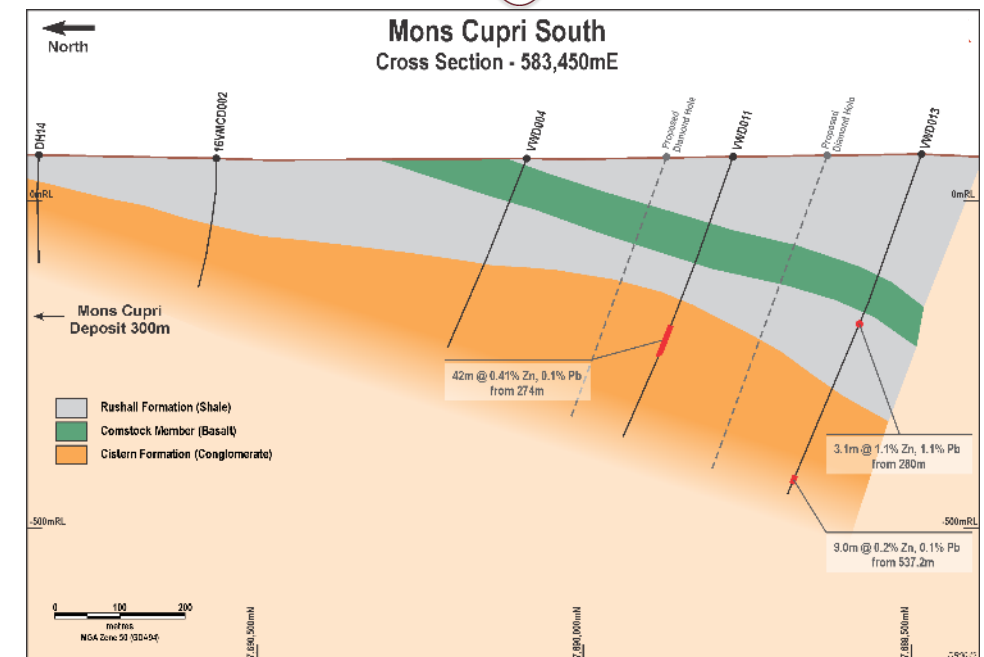 North
Mons Cupri South
Cross Section - 583,450mE
DH14
16VMCD002
VWD004
Proposed
Diamond Hole
VWD011
Proposed
Diamond Hole
VWD013
0mRL
0mRL
Mons Cupri
Deposit 300m
42m @ 0.41% Zn, 0.1% Pb
from 274m
Rushall Formation (Shale)
Comstock Member (Basalt)
Cistern Formation (Conglomerate)
3.1m @ 1.1% Zn, 1.1% Pb
from 280m
-500mRL
-500mRL
9.0m @ 0.2% Zn, 0.1% Pb
from 537.2m
0 100 200
metres
MGA Zone 50 (GDA94)
7,690,500mN
7,690,000mN